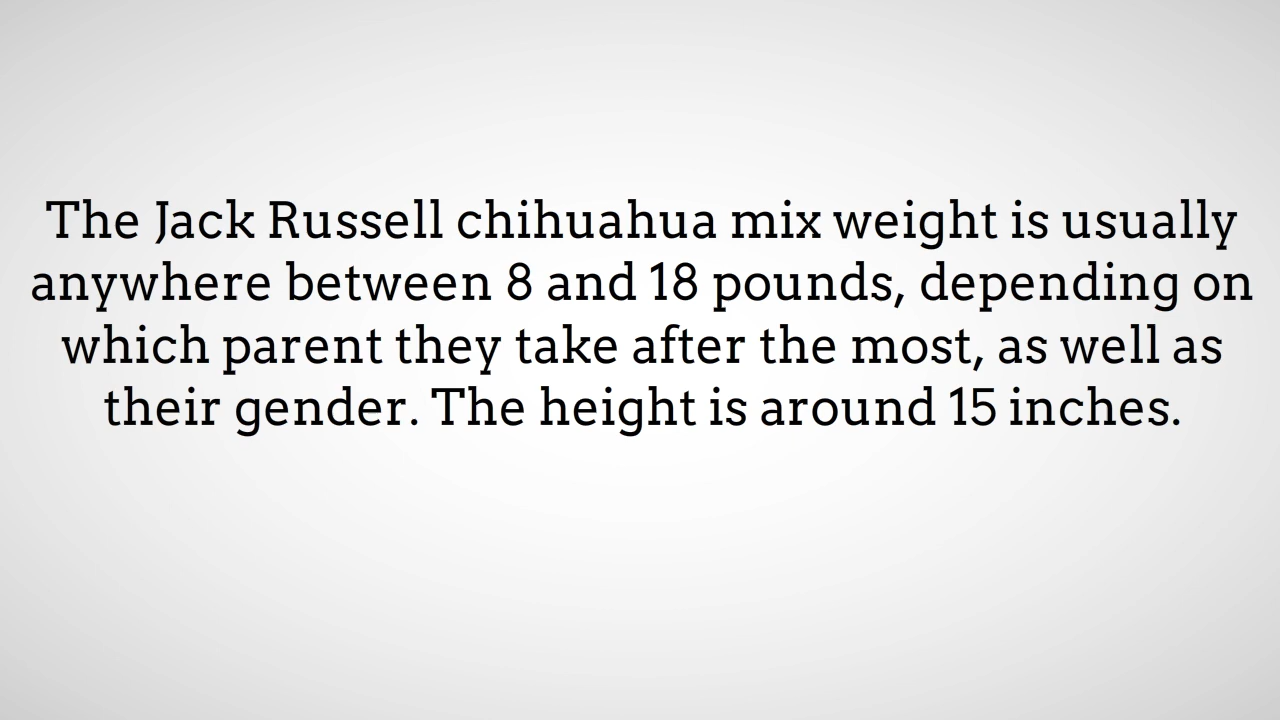 The Jack Russell chihuahua mix weight is usually
anywhere between 8 and 18 pounds, depending on
which parent they take after the most, as well as
their gender. The height is around 15 inches.